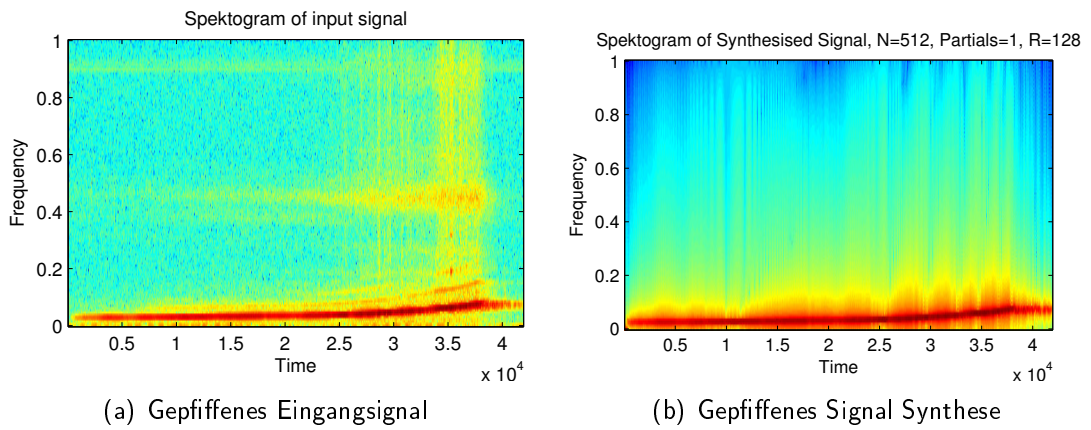 Spektogram of input signal
1
0.8
0.6
0.4
0.2
0
Frequency
0.5 1 1.5 2 2.5 3 3.5 4
Time
x 10^4
(a) Gepfiffenes Eingangsignal
Spektogram of Synthesised Signal, N=512, Partials=1, R=128
1
0.8
0.6
0.4
0.2
0
Frequency
0.5 1 1.5 2 2.5 3 3.5 4
Time
x 10^4
(b) Gepfiffenes Signal Synthese